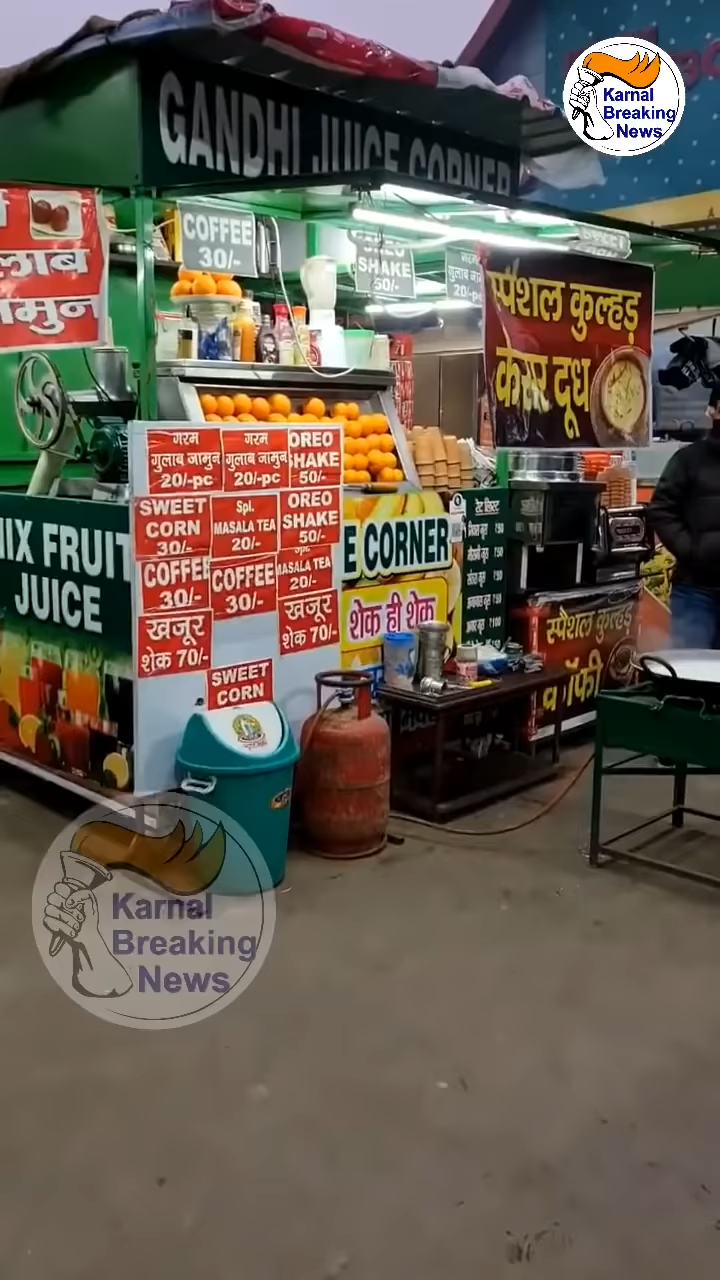 Karnal
Breaking
News
GANDHI JUICE CORNER
COFFEE
30/-
SHAKE
50/-
20/-
स्पेशल कुल्हड़
केसर दूध
गरम
गुलाब जामुन
20/-pc
गरम
गुलाब जामुन
20/-pc
OREO
SHAKE
50/-
SWEET
CORN
30/-
Spl.
MASALA TEA
20/-
OREO
SHAKE
50/-
COFFEE
30/-
COFFEE
30/-
MASALA TEA
20/-
खजूर
शेक 70/-
खजूर
शेक 70/-
SWEET
CORN
MIX FRUIT
JUICE
E CORNER
शेक ही शेक
रेट लिस्ट
स्पेशल कुल्हड़
कॉफी
Karnal
Breaking
News